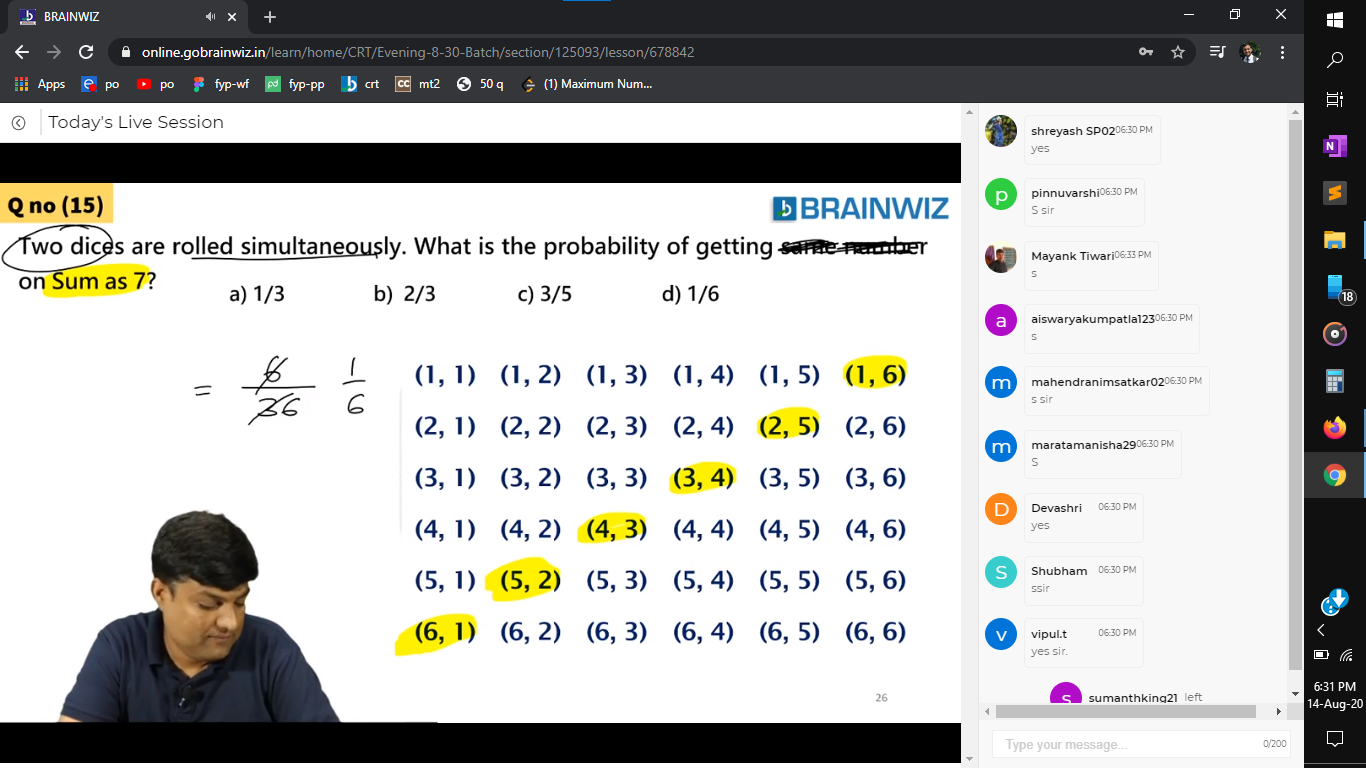 BRAINWIZ
online.gobrainwiz.in/learn/home/CRT/Evening-8-30-Batch/section/125093/lesson/678842
Apps po po fyp-wf fyp-pp crt CC mt2 50 q (1) Maximum Num...
Today's Live Session
Q no (15)
BRAINWIZ
Two dices are rolled simultaneously. What is the probability of getting same number
on Sum as 7?
a) 1/3 b) 2/3 c) 3/5 d) 1/6
= 6/36 1/6
(1, 1) (1, 2) (1, 3) (1, 4) (1, 5) (1, 6)
(2, 1) (2, 2) (2, 3) (2, 4) (2, 5) (2, 6)
(3, 1) (3, 2) (3, 3) (3, 4) (3, 5) (3, 6)
(4, 1) (4, 2) (4, 3) (4, 4) (4, 5) (4, 6)
(5, 1) (5, 2) (5, 3) (5, 4) (5, 5) (5, 6)
(6, 1) (6, 2) (6, 3) (6, 4) (6, 5) (6, 6)
26
shreyash SP02 06:30 PM
yes
p
pinnuvarshi 06:30 PM
S sir
Mayank Tiwari 06:33 PM
s
a
aiswaryakumpatla123 06:30 PM
s
m
mahendranimsatkar02 06:30 PM
s sir
m
maratamanisha29 06:30 PM
S
D
Devashri 06:30 PM
yes
S
Shubham 06:30 PM
ssir
v
vipul.t 06:30 PM
yes sir.
s
sumanthking21 left
Type your message... 0/200
N
S
18
6:31 PM
14-Aug-20